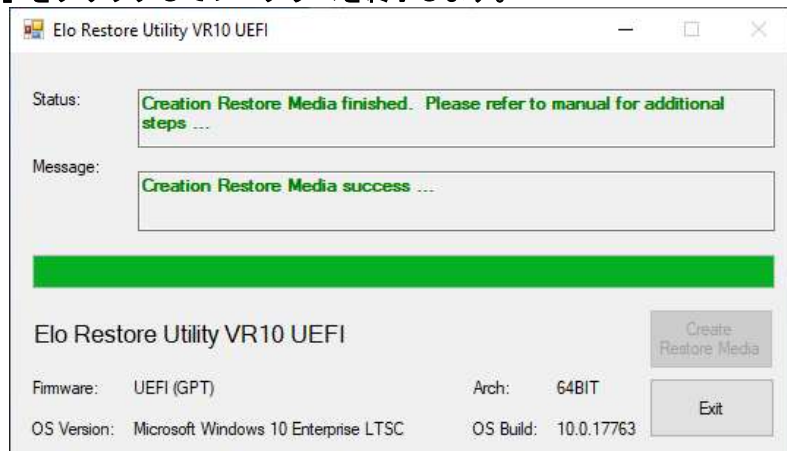 Elo Restore Utility VR10 UEFI
Status:
Creation Restore Media finished. Please refer to manual for additional
steps ...
Message:
Creation Restore Media success ...
Elo Restore Utility VR10 UEFI
Create
Restore Media
Firmware: UEFI (GPT) Arch: 64BIT
Exit
OS Version: Microsoft Windows 10 Enterprise LTSC OS Build: 10.0.17763